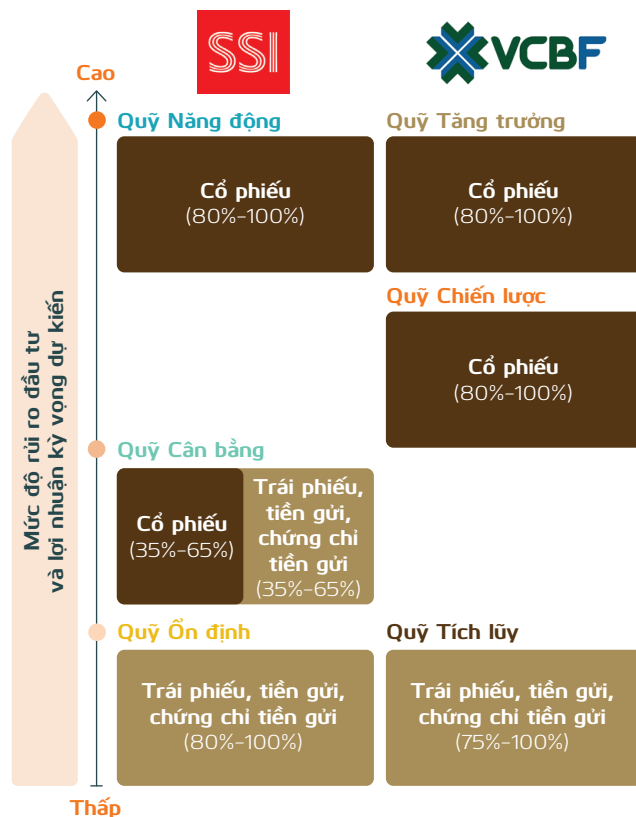 SSI
VCBF
Cao
Quỹ Năng động
Quỹ Tăng trưởng
Cổ phiếu
(80%-100%)
Cổ phiếu
(80%-100%)
Quỹ Chiến lược
Cổ phiếu
(80%-100%)
Mức độ rủi ro đầu tư
và lợi nhuận kỳ vọng dự kiến
Quỹ Cân bằng
Cổ phiếu
(35%-65%)
Trái phiếu,
tiền gửi,
chứng chỉ
tiền gửi
(35%-65%)
Quỹ Ổn định
Quỹ Tích lũy
Trái phiếu, tiền gửi,
chứng chỉ tiền gửi
(80%-100%)
Trái phiếu, tiền gửi,
chứng chỉ tiền gửi
(75%-100%)
Thấp